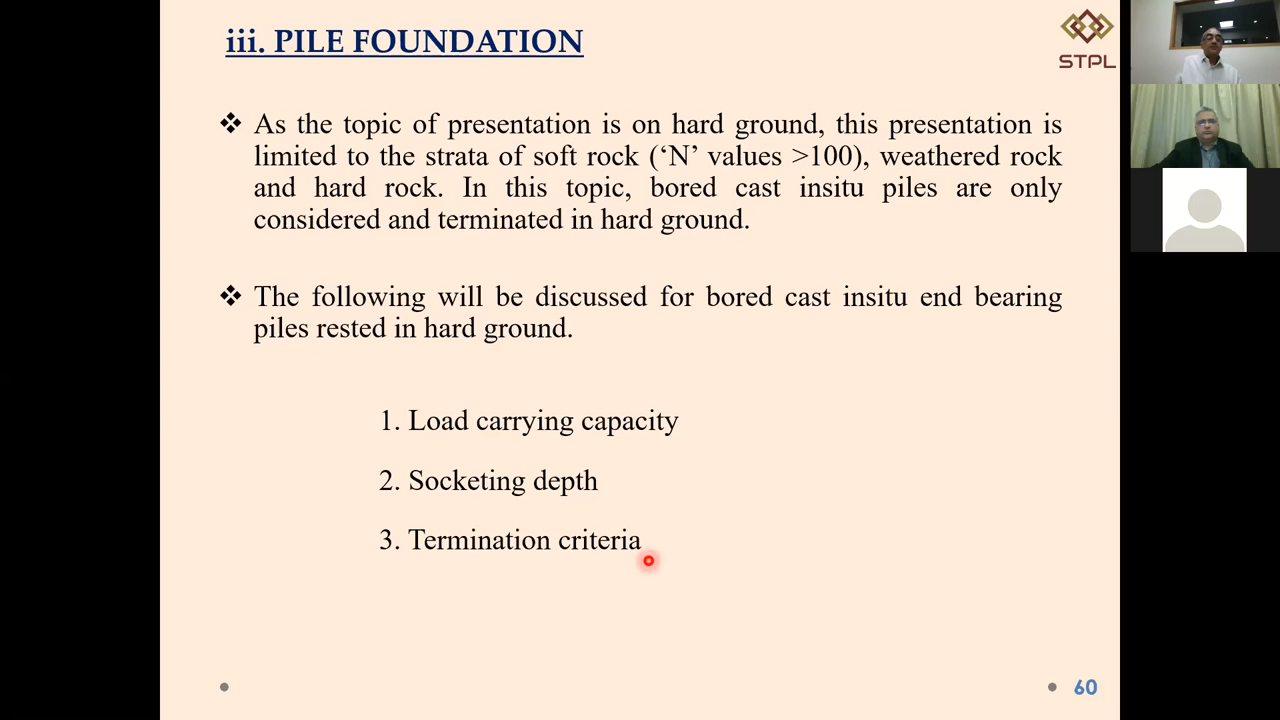 iii. PILE FOUNDATION
STPL
❖ As the topic of presentation is on hard ground, this presentation is
limited to the strata of soft rock (‘N’ values >100), weathered rock
and hard rock. In this topic, bored cast insitu piles are only
considered and terminated in hard ground.
❖ The following will be discussed for bored cast insitu end bearing
piles rested in hard ground.
1. Load carrying capacity
2. Socketing depth
3. Termination criteria
60